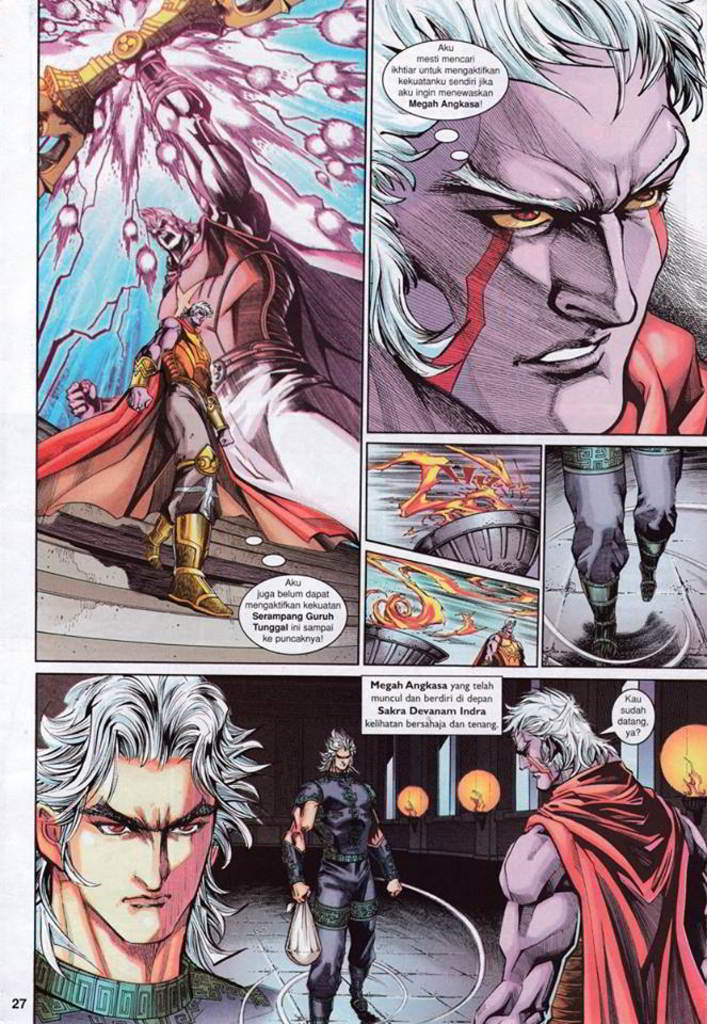 Aku
mesti mencari
ikhtiar untuk mengaktifkan
kekuatanku sendiri jika
aku ingin menewaskan
Megah Angkasa!
Aku
juga belum dapat
mengaktifkan kekuatan
Serampang Guruh
Tunggal ini sampai
ke puncaknya!
Megah Angkasa yang telah
muncul dan berdiri di depan
Sakra Devanam Indra
kelihatan bersahaja dan tenang.
Kau
sudah
datang,
ya?
27